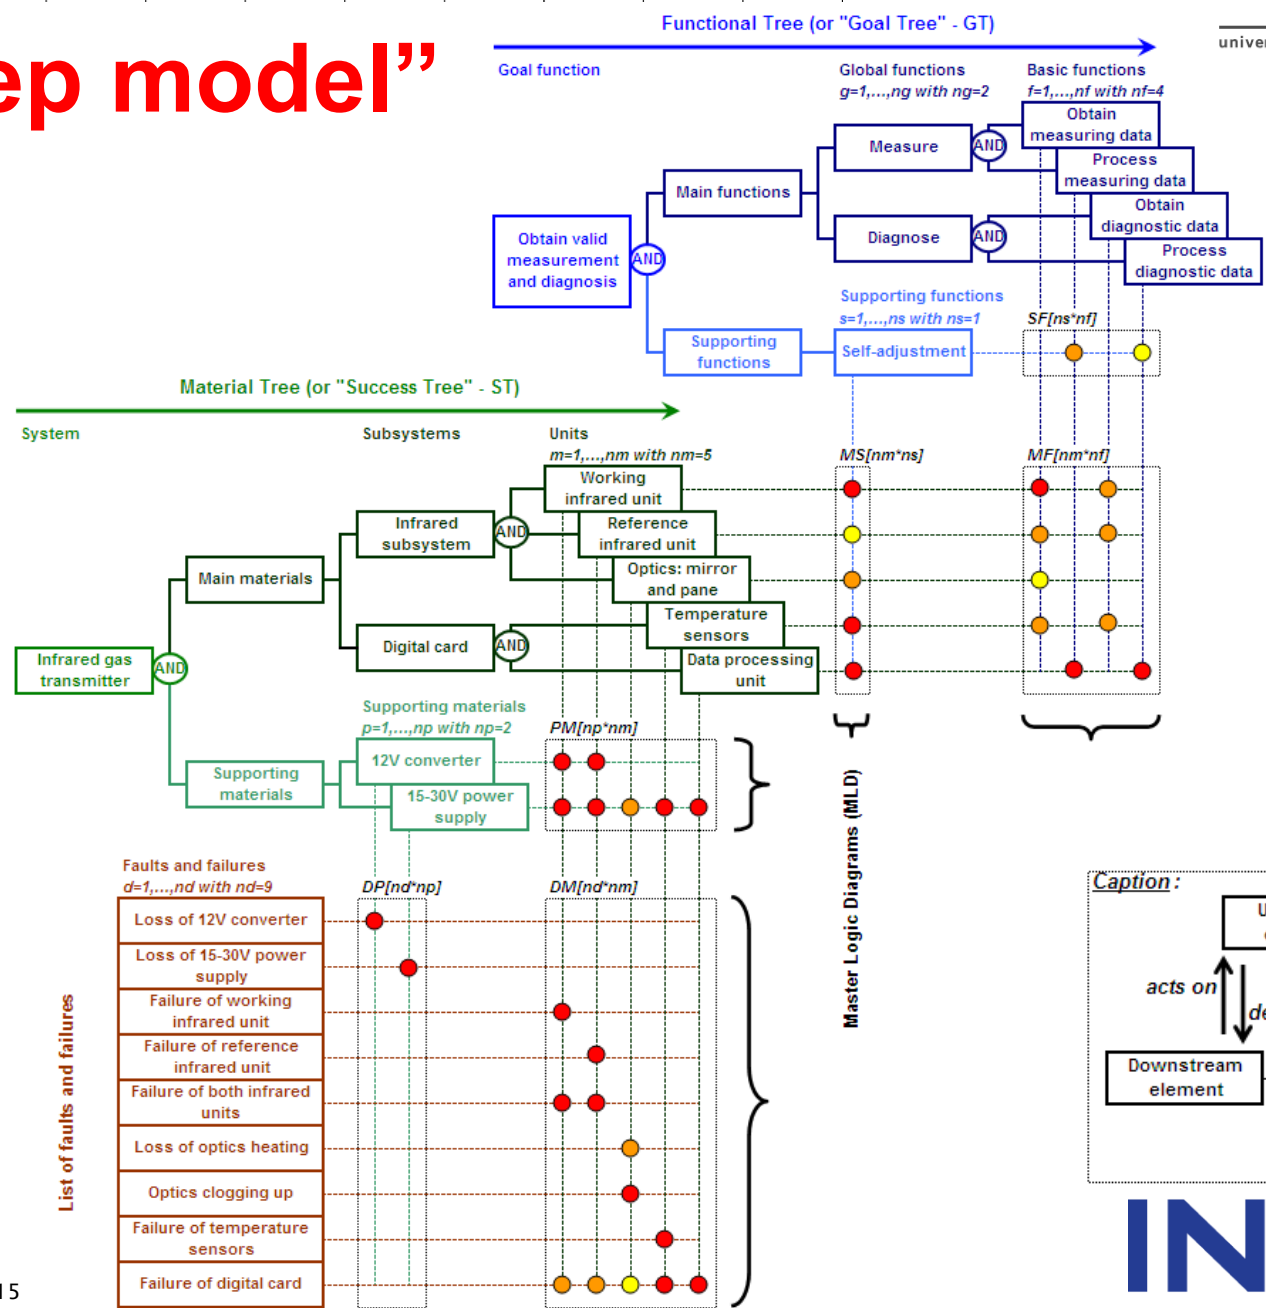 Functional Tree (or "Goal Tree" - GT)
ep model”
Goal function
Global functions
g=1,...,ng with ng=2
Basic functions
f=1,...,nf with nf=4
Obtain
measuring data
Measure
AND
Process
measuring data
Main functions
Obtain
diagnostic data
Obtain valid
measurement
and diagnosis
AND
Diagnose
AND
Process
diagnostic data
Supporting functions
s=1,...,ns with ns=1
SF[ns*nf]
Supporting
functions
Self-adjustment
Material Tree (or "Success Tree" - ST)
System
Subsystems
Units
m=1,...,nm with nm=5
MS[nm*ns]
MF[nm*nf]
Working
infrared unit
Infrared
subsystem
AND
Reference
infrared unit
Main materials
Optics: mirror
and pane
Temperature
sensors
Digital card
AND
Infrared gas
transmitter
AND
Data processing
unit
Supporting materials
p=1,...,np with np=2
PM[np*nm]
12V converter
Supporting
materials
15-30V power
supply
Master Logic Diagrams (MLD)
Faults and failures
d=1,...,nd with nd=9
DP[nd*np]
DM[nd*nm]
List of faults and failures
Loss of 12V converter
Loss of 15-30V power
supply
Failure of working
infrared unit
Failure of reference
infrared unit
Failure of both infrared
units
Loss of optics heating
Optics clogging up
Failure of temperature
sensors
Failure of digital card
Caption :
acts on
de
Downstream
element
IN
15